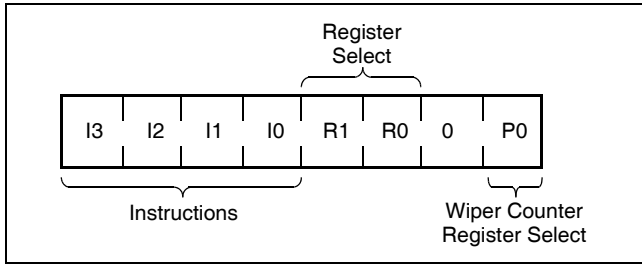 Register
Select
I3 I2 I1 I0 R1 R0 0 P0
Instructions
Wiper Counter
Register Select